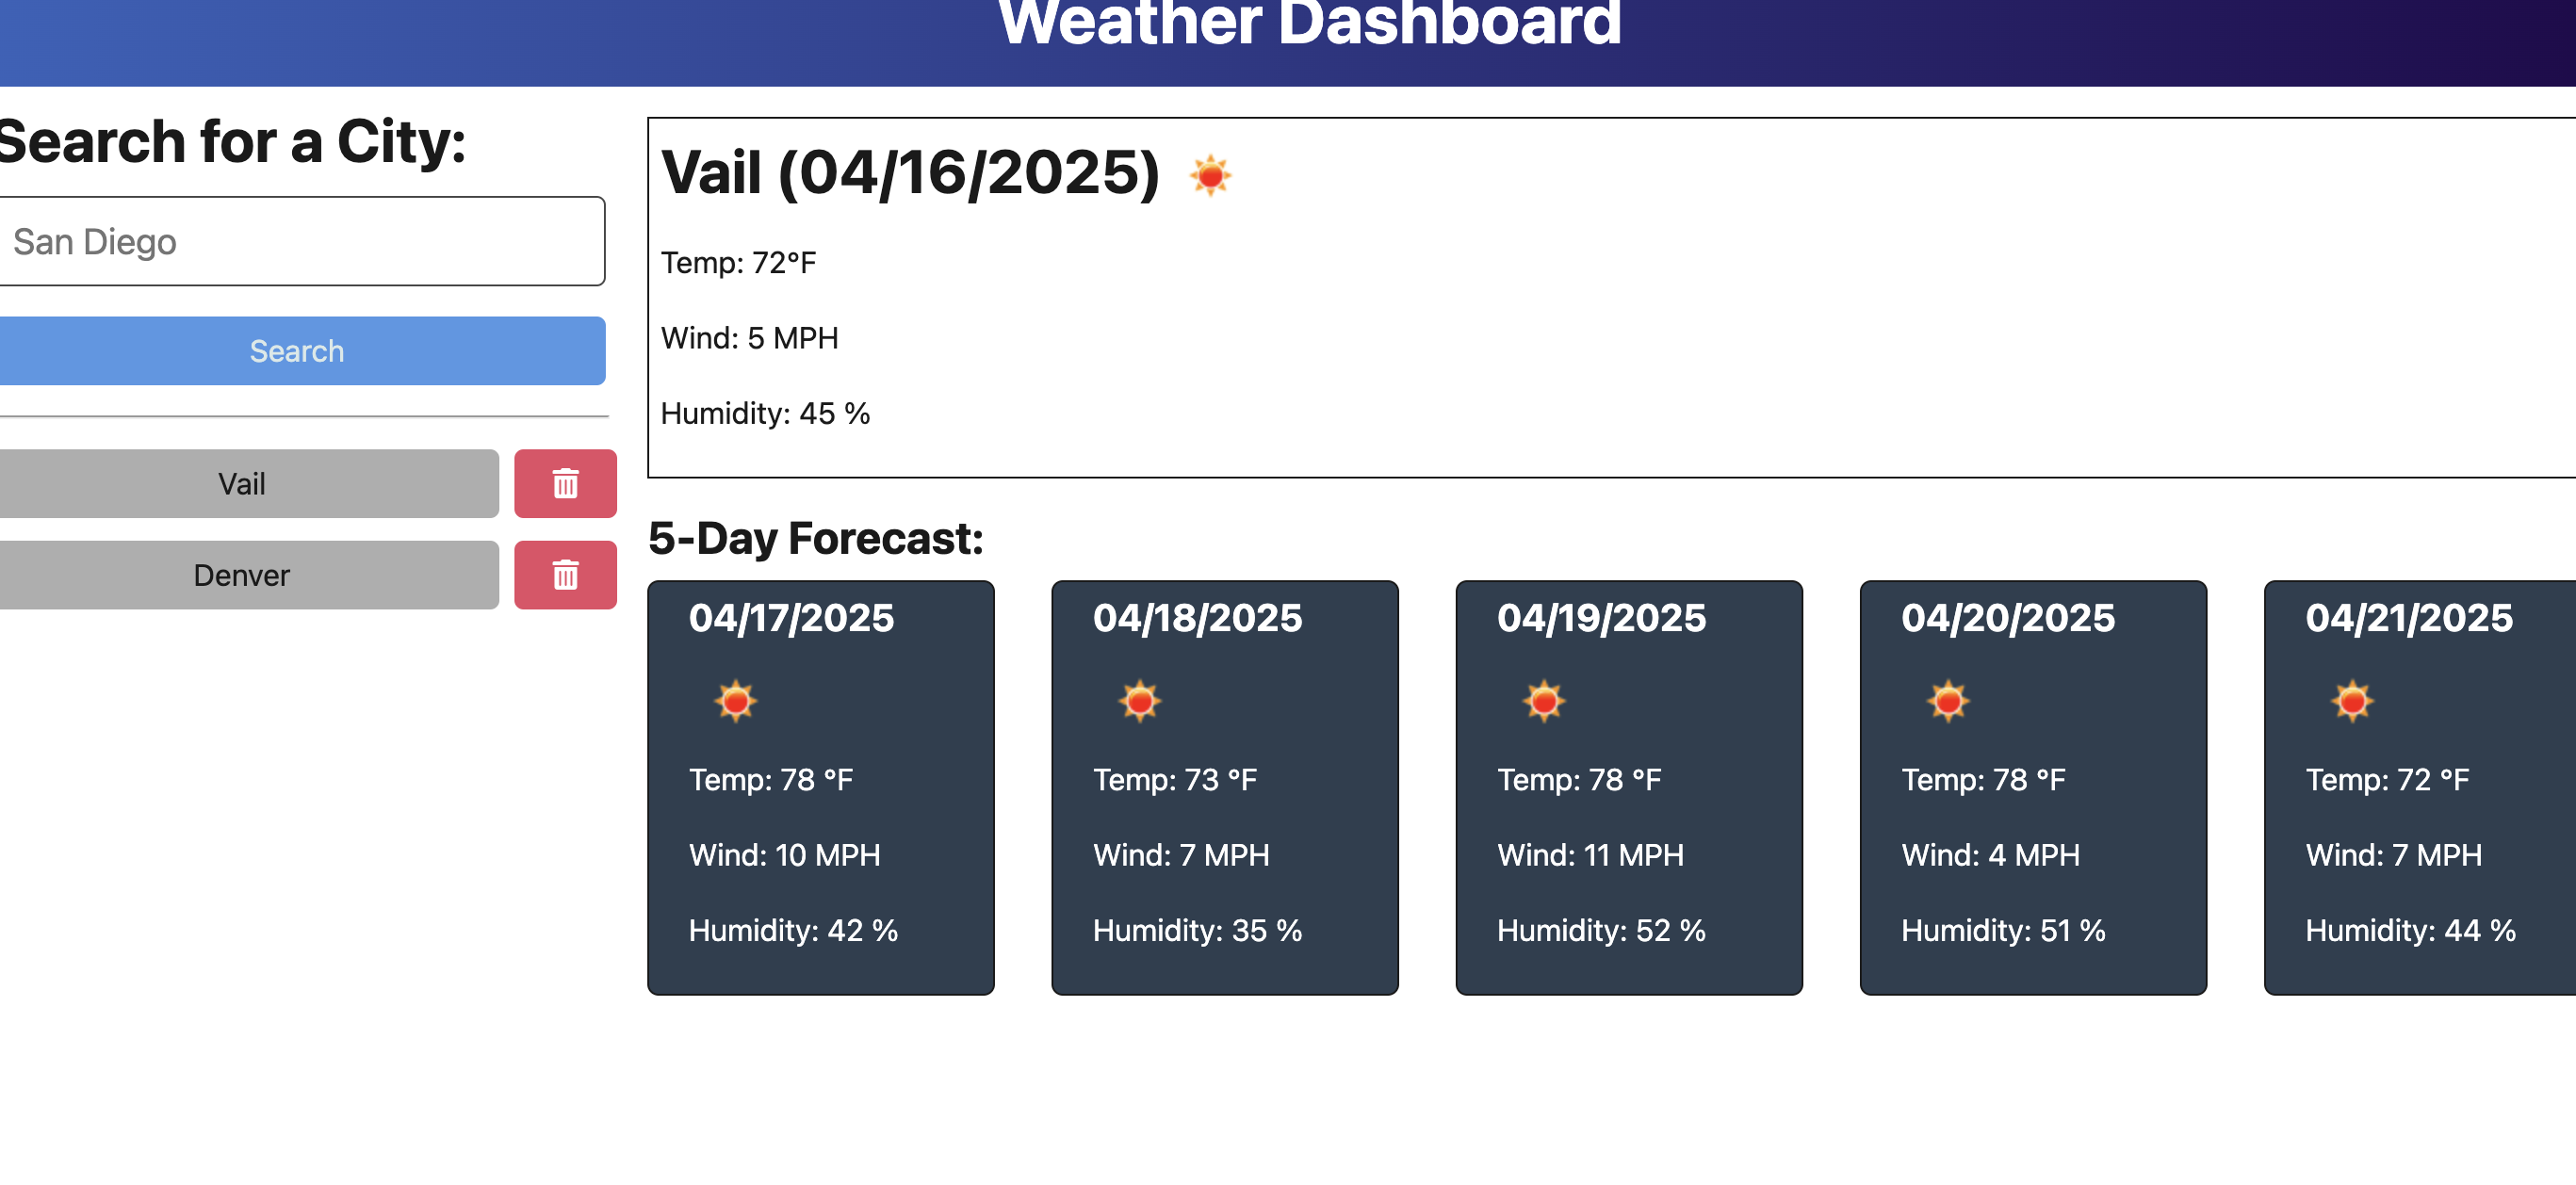 Weather Dashboard
Search for a City:
San Diego
Search
Vail
Denver
Vail (04/16/2025)
Temp: 72°F
Wind: 5 MPH
Humidity: 45 %
5-Day Forecast:
04/17/2025
Temp: 78 °F
Wind: 10 MPH
Humidity: 42 %
04/18/2025
Temp: 73 °F
Wind: 7 MPH
Humidity: 35 %
04/19/2025
Temp: 78 °F
Wind: 11 MPH
Humidity: 52 %
04/20/2025
Temp: 78 °F
Wind: 4 MPH
Humidity: 51 %
04/21/2025
Temp: 72 °F
Wind: 7 MPH
Humidity: 44 %